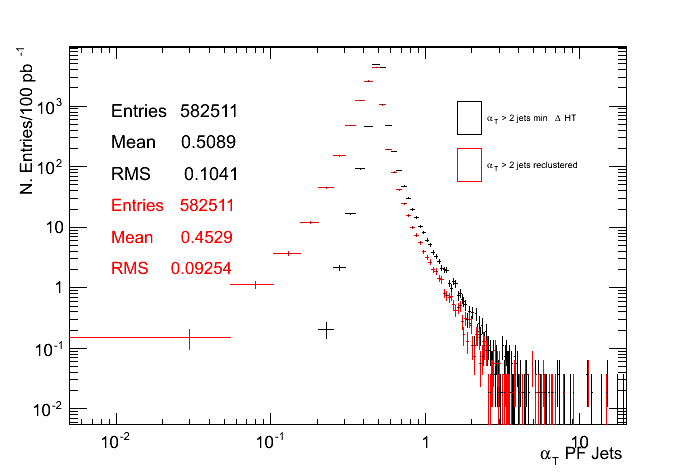 N. Entries/100 pb⁻¹
Entries 582511
Mean 0.5089
RMS 0.1041
Entries 582511
Mean 0.4529
RMS 0.09254
α_T > 2 jets min Δ HT
α_T > 2 jets reclustered
10³
10²
10
1
10⁻¹
10⁻²
10⁻² 10⁻¹ 1 10
α_T PF Jets